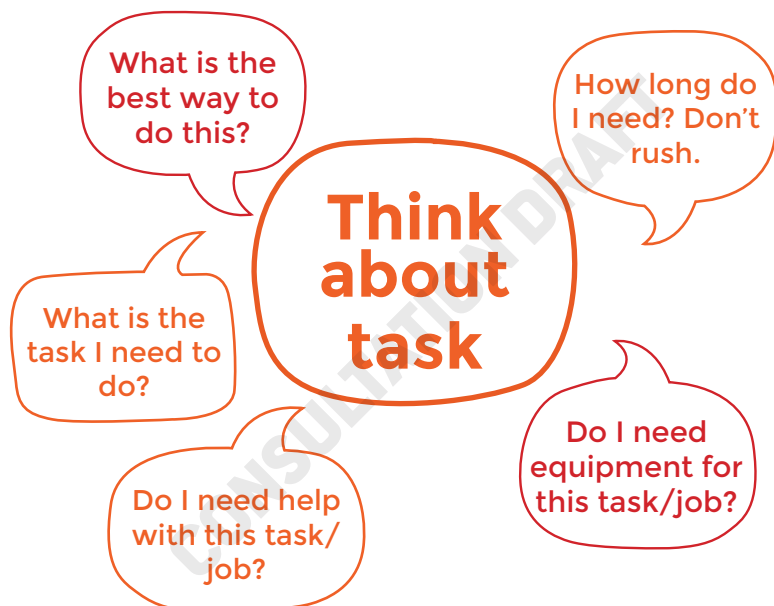 What is the
best way to
do this?
How long do
I need? Don’t
rush.
Think
about
task
What is the
task I need to
do?
Do I need
equipment for
this task/job?
Do I need help
with this task/
job?
CONSULTATION DRAFT